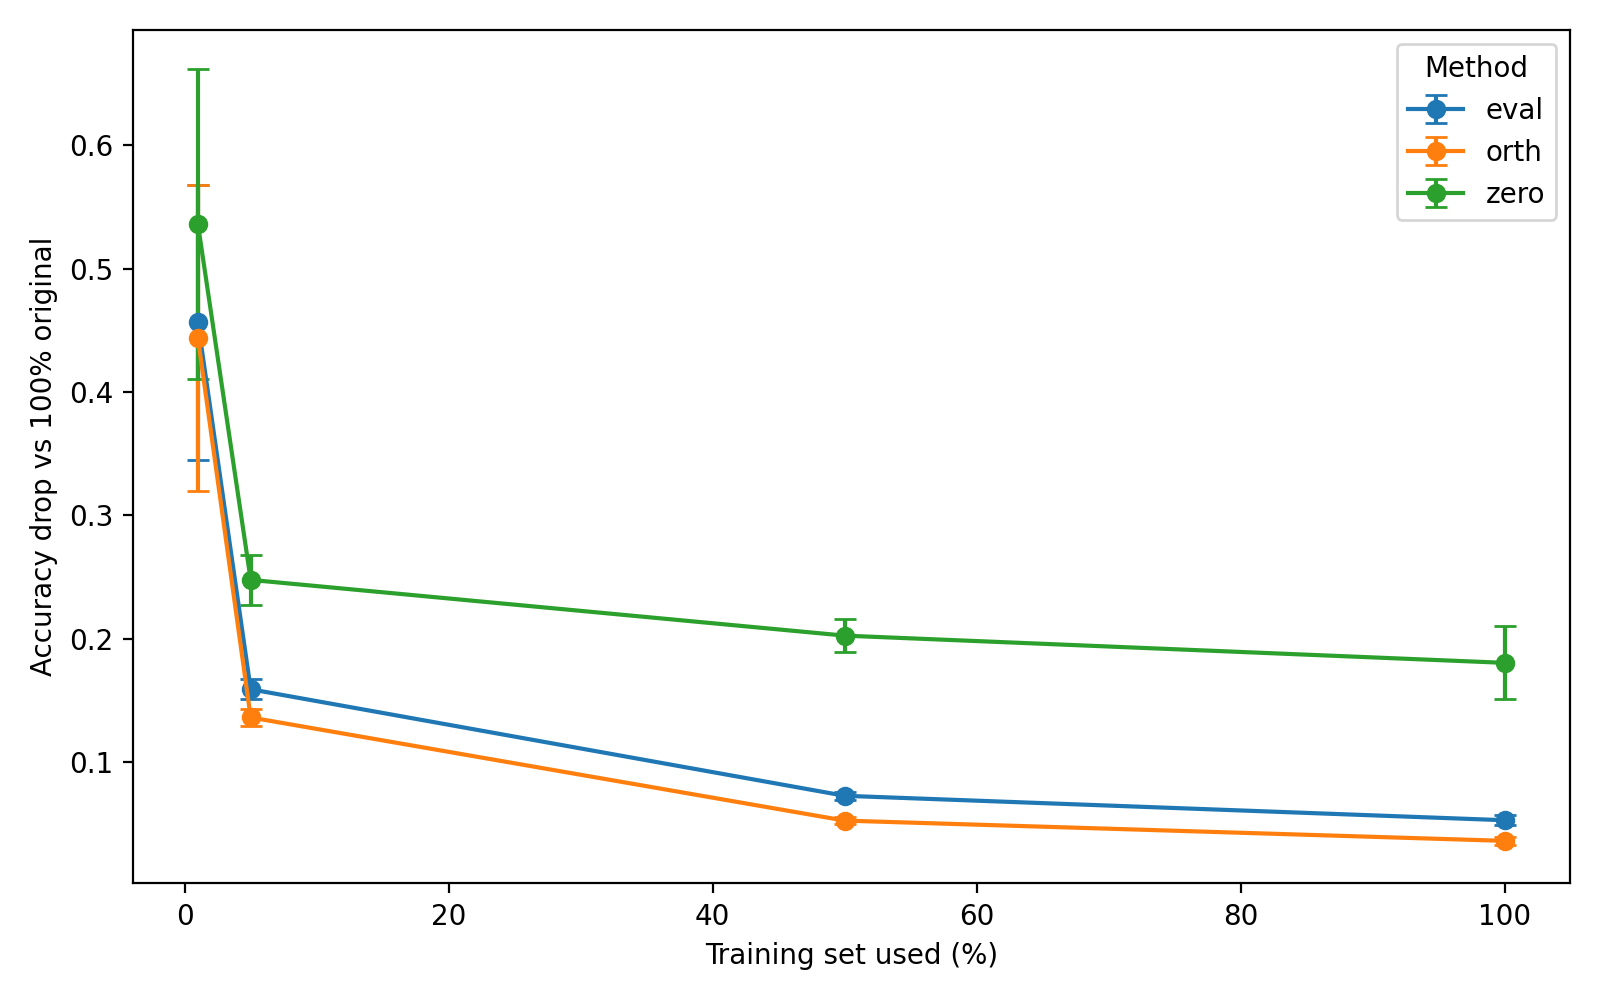 Method
eval
orth
zero
Accuracy drop vs 100% original
0.6
0.5
0.4
0.3
0.2
0.1
0 20 40 60 80 100
Training set used (%)